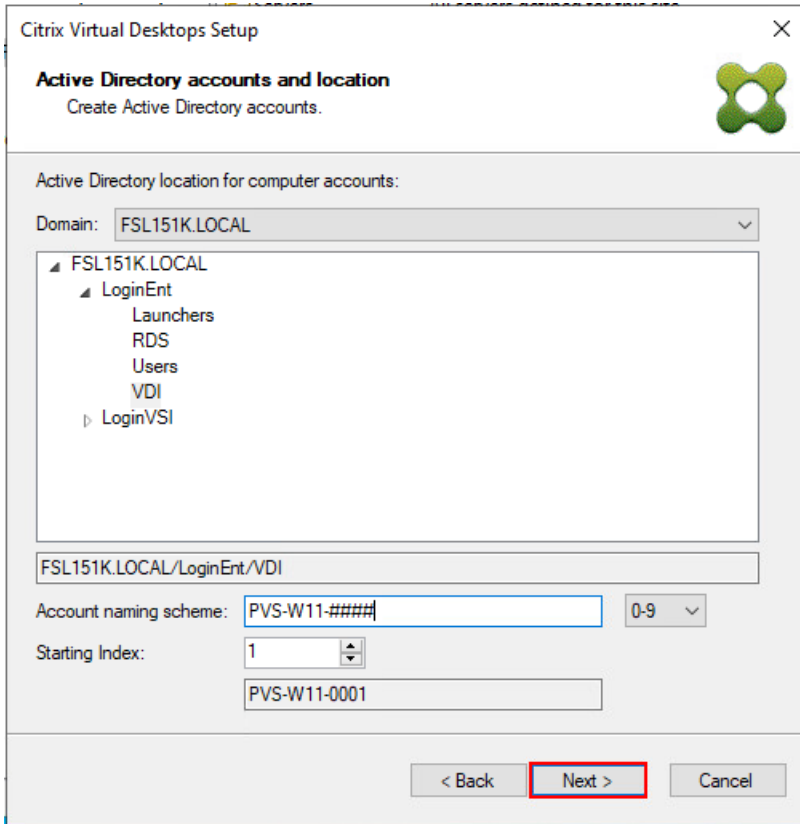 Citrix Virtual Desktops Setup
Active Directory accounts and location
Create Active Directory accounts.
Active Directory location for computer accounts:
Domain: FSL151K.LOCAL
FSL151K.LOCAL
LoginEnt
Launchers
RDS
Users
VDI
LoginVSI
FSL151K.LOCAL/LoginEnt/VDI
Account naming scheme: PVS-W11-#### 0-9
Starting Index: 1
PVS-W11-0001
< Back Next > Cancel